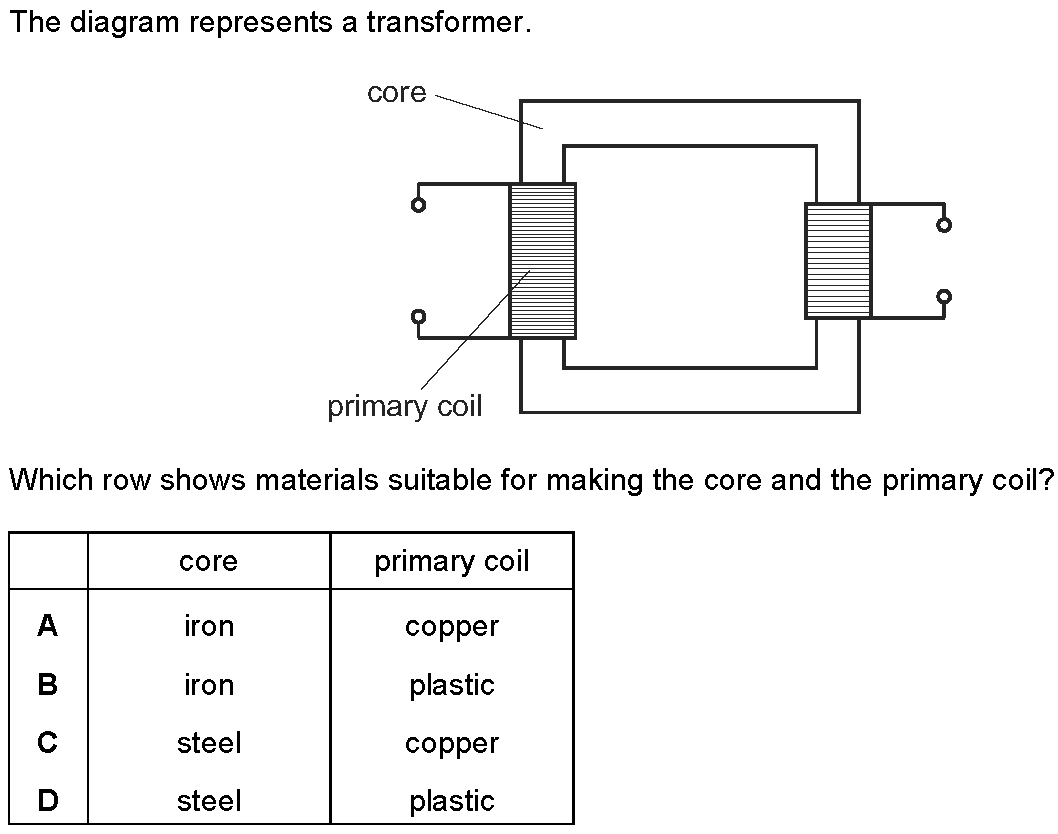 The diagram represents a transformer.
core
primary coil
Which row shows materials suitable for making the core and the primary coil?
core primary coil
A iron copper
B iron plastic
C steel copper
D steel plastic